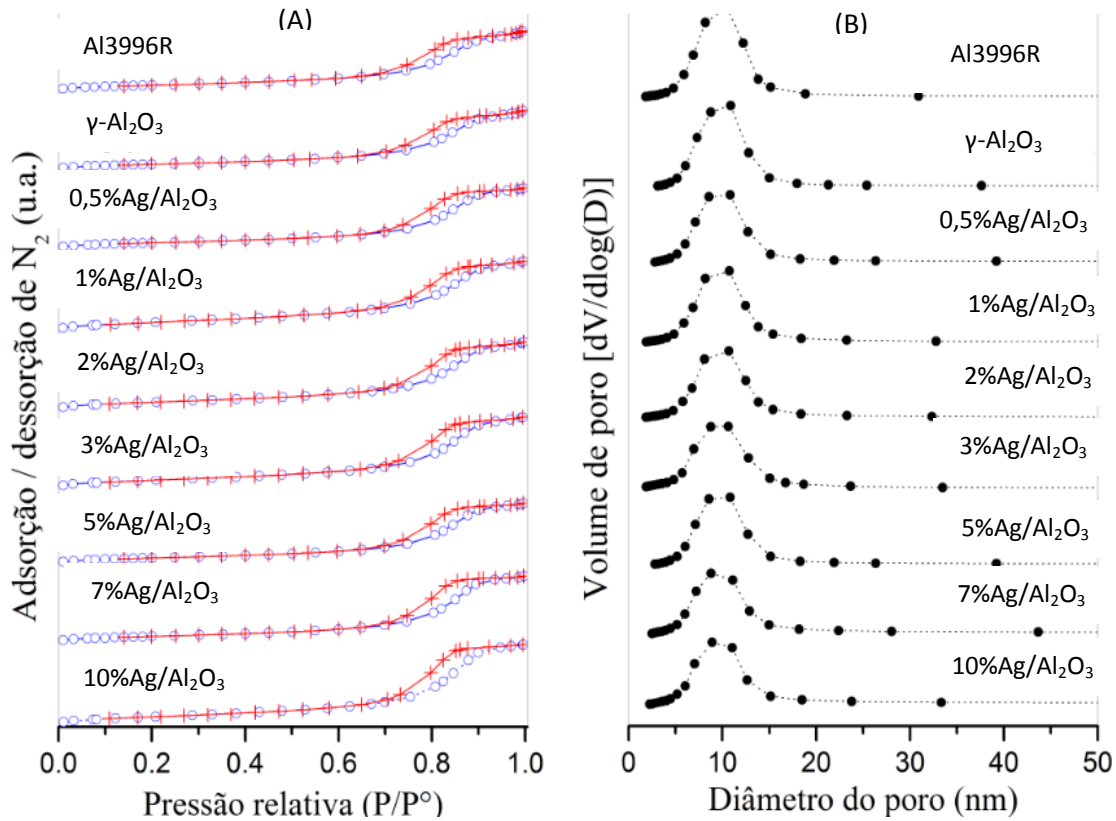 (A)
Al3996R
γ-Al₂O₃
0,5%Ag/Al₂O₃
1%Ag/Al₂O₃
2%Ag/Al₂O₃
3%Ag/Al₂O₃
5%Ag/Al₂O₃
7%Ag/Al₂O₃
10%Ag/Al₂O₃
Adsorção / dessorção de N₂ (u.a.)
0.0 0.2 0.4 0.6 0.8 1.0
Pressão relativa (P/P°)
(B)
Al3996R
γ-Al₂O₃
0,5%Ag/Al₂O₃
1%Ag/Al₂O₃
2%Ag/Al₂O₃
3%Ag/Al₂O₃
5%Ag/Al₂O₃
7%Ag/Al₂O₃
10%Ag/Al₂O₃
Volume de poro [dV/dlog(D)]
0 10 20 30 40 50
Diâmetro do poro (nm)